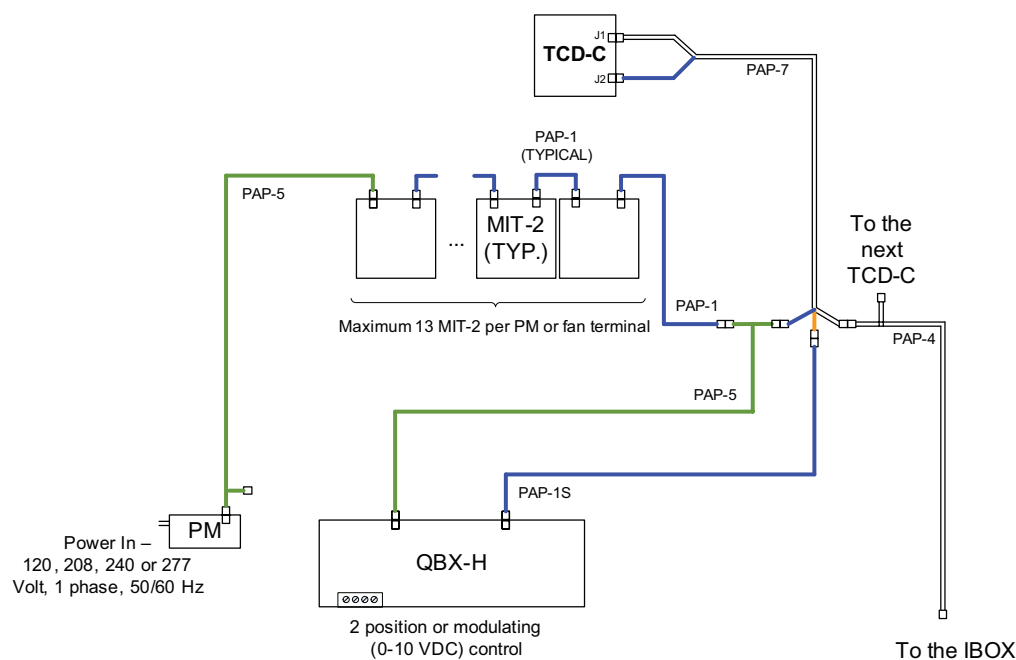 J1
TCD-C
J2
PAP-7
PAP-1
(TYPICAL)
PAP-5
MIT-2
(TYP.)
...
To the
next
TCD-C
Maximum 13 MIT-2 per PM or fan terminal
PAP-1
PAP-4
PAP-5
PAP-1S
PM
Power In –
120, 208, 240 or 277
Volt, 1 phase, 50/60 Hz
QBX-H
2 position or modulating
(0-10 VDC) control
To the IBOX